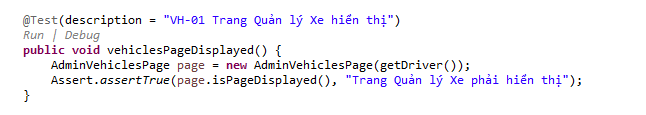 @Test(description = "VH-01 Trang Quản lý Xe hiển thị")
Run | Debug
public void vehiclesPageDisplayed() {
AdminVehiclesPage page = new AdminVehiclesPage(getDriver());
Assert.assertTrue(page.isPageDisplayed(), "Trang Quản lý Xe phải hiển thị");
}